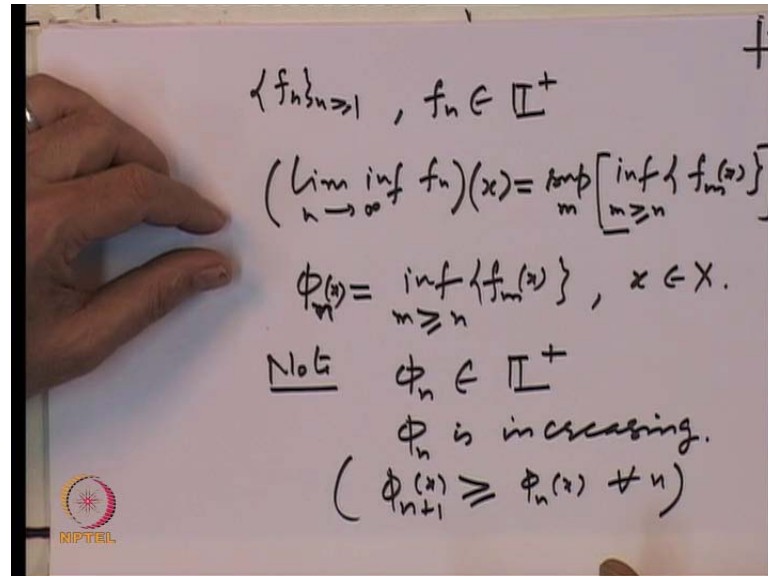 {fn}n≥1 , fn ∈ 𝕃⁺
(lim inf fn)(x) = sup [inf { fm(x) }]
n → ∞ m m≥n
ϕm(x) = inf {fm(x)} , x ∈ X.
m ≥ n
Note ϕn ∈ 𝕃⁺
ϕn is increasing.
( ϕn+1(x) ≥ ϕn(x) ∀ n)
NPTEL